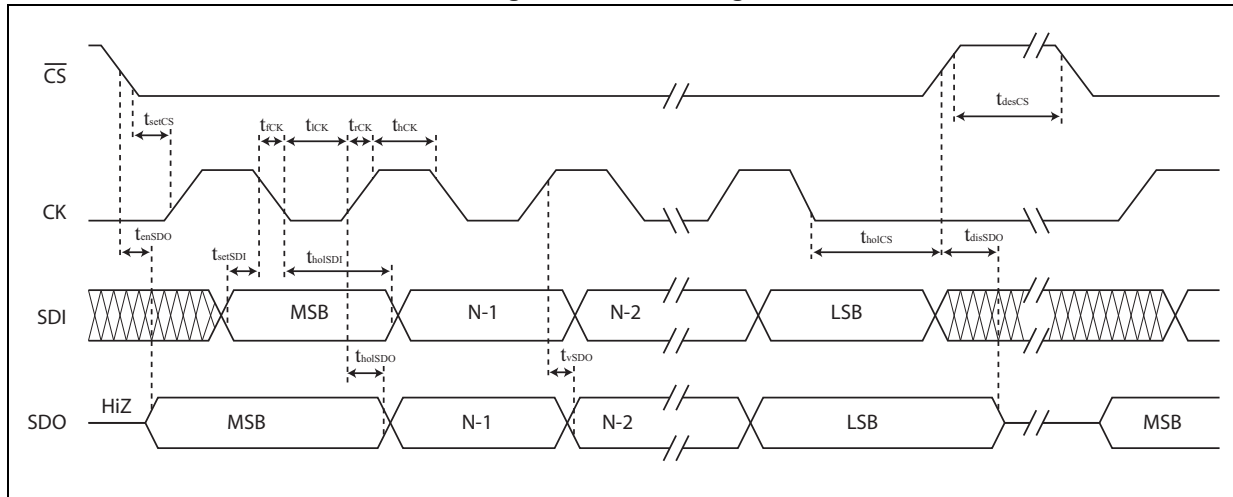 CS
tsetCS
tfCK
tlCK
trCK
thCK
tdesCS
CK
tenSDO
tsetSDI
tholSDI
tholCS
tdisSDO
SDI
MSB
N-1
N-2
LSB
tholSDO
tvSDO
SDO
HiZ
MSB
N-1
N-2
LSB
MSB